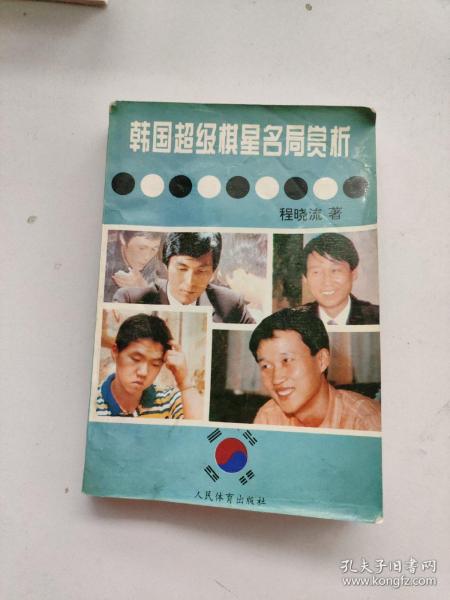 韩国超级棋星名局赏析
程晓流 著
人民体育出版社
孔夫子旧书网
www.kongfz.com